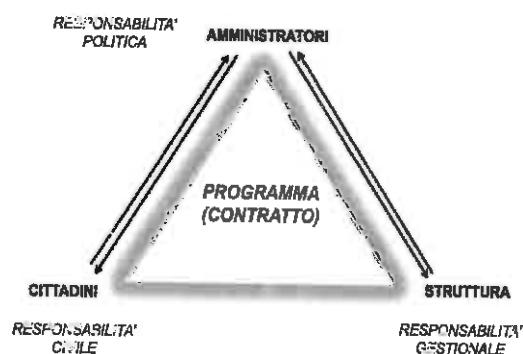 RESPONSABILITA'
POLITICA
AMMINISTRATORI
PROGRAMMA
(CONTRATTO)
CITTADINI
STRUTTURA
RESPONSABILITA'
CIVILE
RESPONSABILITA'
GESTIONALE